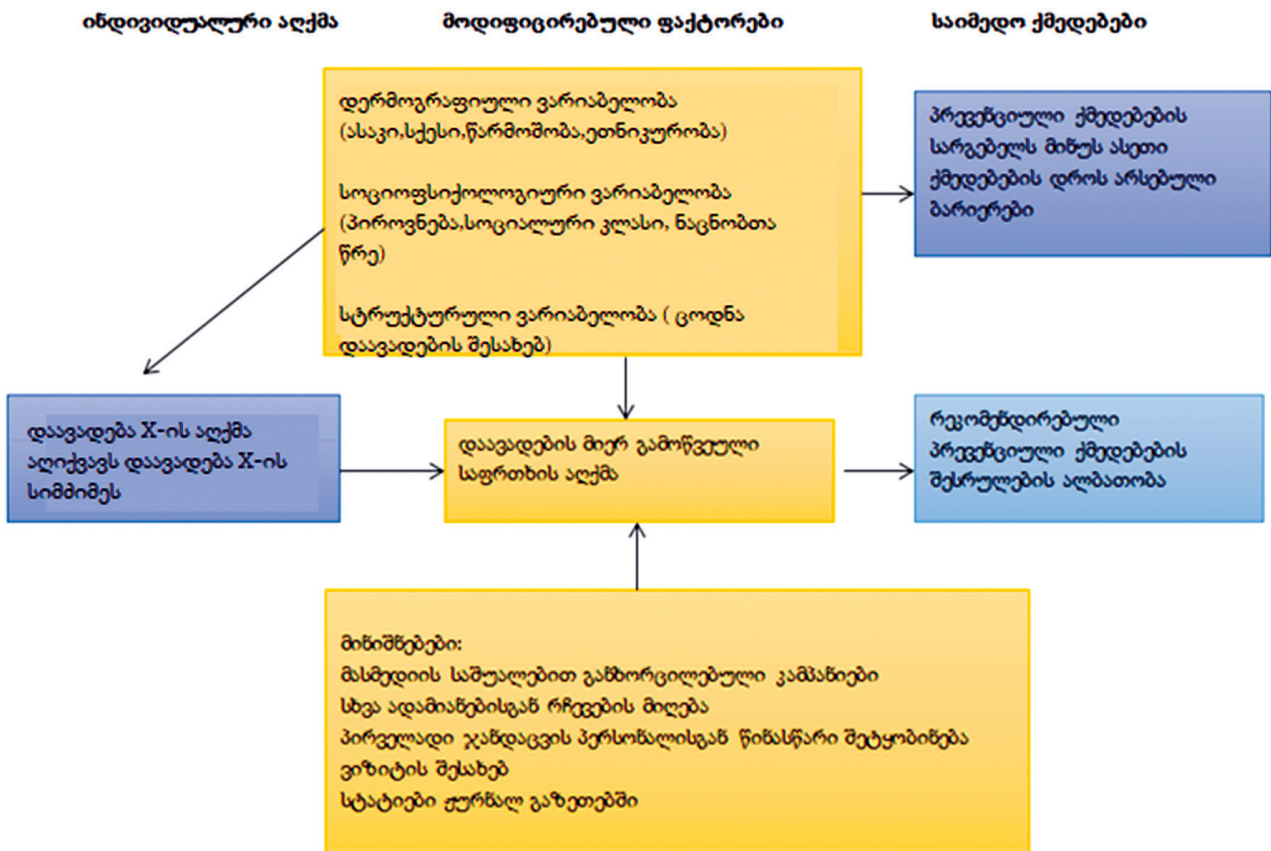 ინდივიდუალური აღქმა
მოდიფიცირებული ფაქტორები
საიმედო ქმედებები
დერმოგრაფიული ვარიაბელობა
(ასაკი,სქესი,წარმოშობა,ეთნიკურობა)
სოციოფსიქოლოგიური ვარიაბელობა
(პიროვნება,სოციალური კლასი, ნაცნობთა
წრე)
სტრუქტურული ვარიაბელობა ( ცოდნა
დაავადების შესახებ)
პრევენციული ქმედებების
სარგებელს მინუს ასეთი
ქმედებების დროს არსებული
ბარიერები
დაავადება X-ის აღქმა
აღიქვავს დაავადება X-ის
სიმძიმეს
დაავადების მიერ გამოწვეული
საფრთხის აღქმა
რეკომენდირებული
პრევენციული ქმედებების
შესრულების ალბათობა
მინიშნებები:
მასმედიის საშუალებით განხორცილებული კამპანიები
სხვა ადამიანებისგან რჩევების მიღება
პირველადი ჯანდაცვის პერსონალისგან წინასწარი შეტყობინება
ვიზიტის შესახებ
სტატიები ჟურნალ გაზეთებში